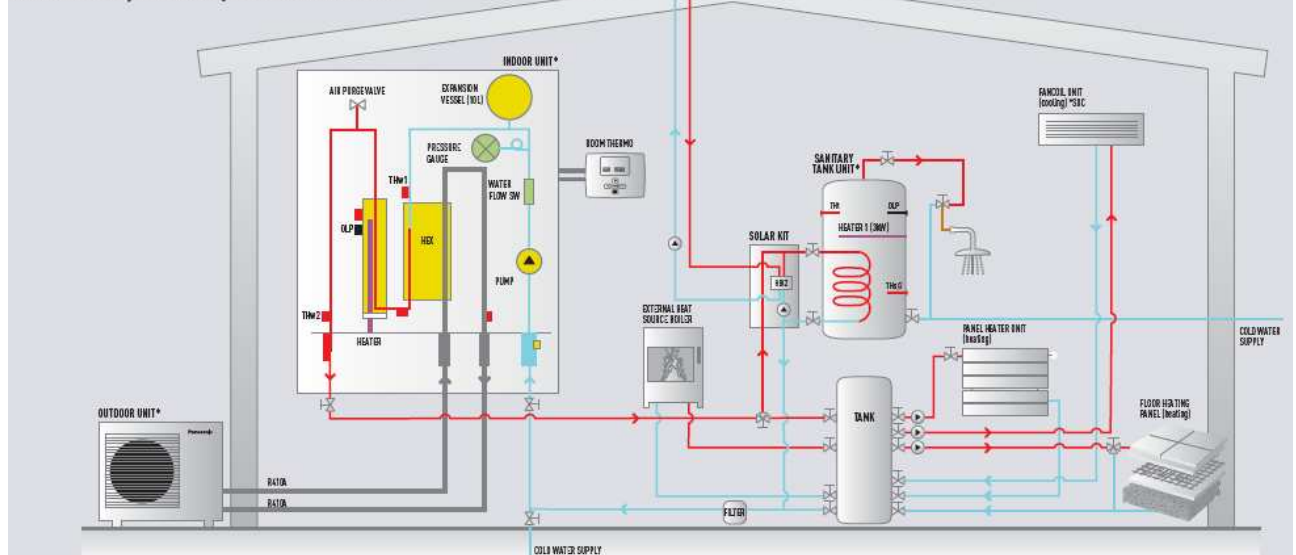 INDOOR UNIT*
AIR PURGE VALVE
EXPANSION
VESSEL (10L)
FANCOIL UNIT
(cooling) *SBC
PRESSURE
GAUGE
ROOM THERMO
SANITARY
TANK UNIT*
THw1
WATER
FLOW SW
THt
OLP
HEATER 1 (3kW)
OLP
HEX
SOLAR KIT
PUMP
THw2
EXTERNAL HEAT
SOURCE BOILER
HEATER
PANEL HEATER UNIT
(heating)
COLD WATER
SUPPLY
OUTDOOR UNIT*
Panasonic
TANK
FLOOR HEATING
PANEL (heating)
R410A
R410A
FILTER
COLD WATER SUPPLY